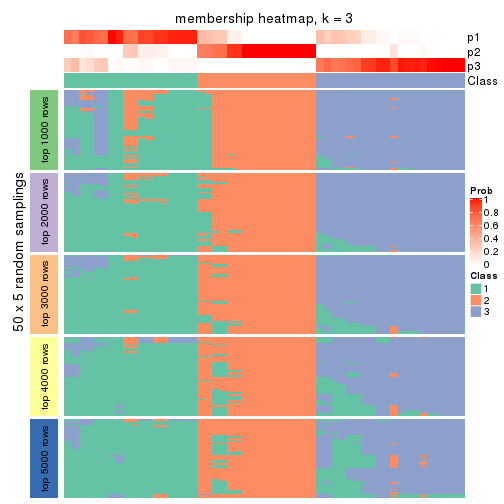 membership heatmap, k = 3
p1
p2
p3
Class
50 x 5 random samplings
top 1000 rows
top 2000 rows
top 3000 rows
top 4000 rows
top 5000 rows
Prob
1
0.8
0.6
0.4
0.2
0
Class
1
2
3